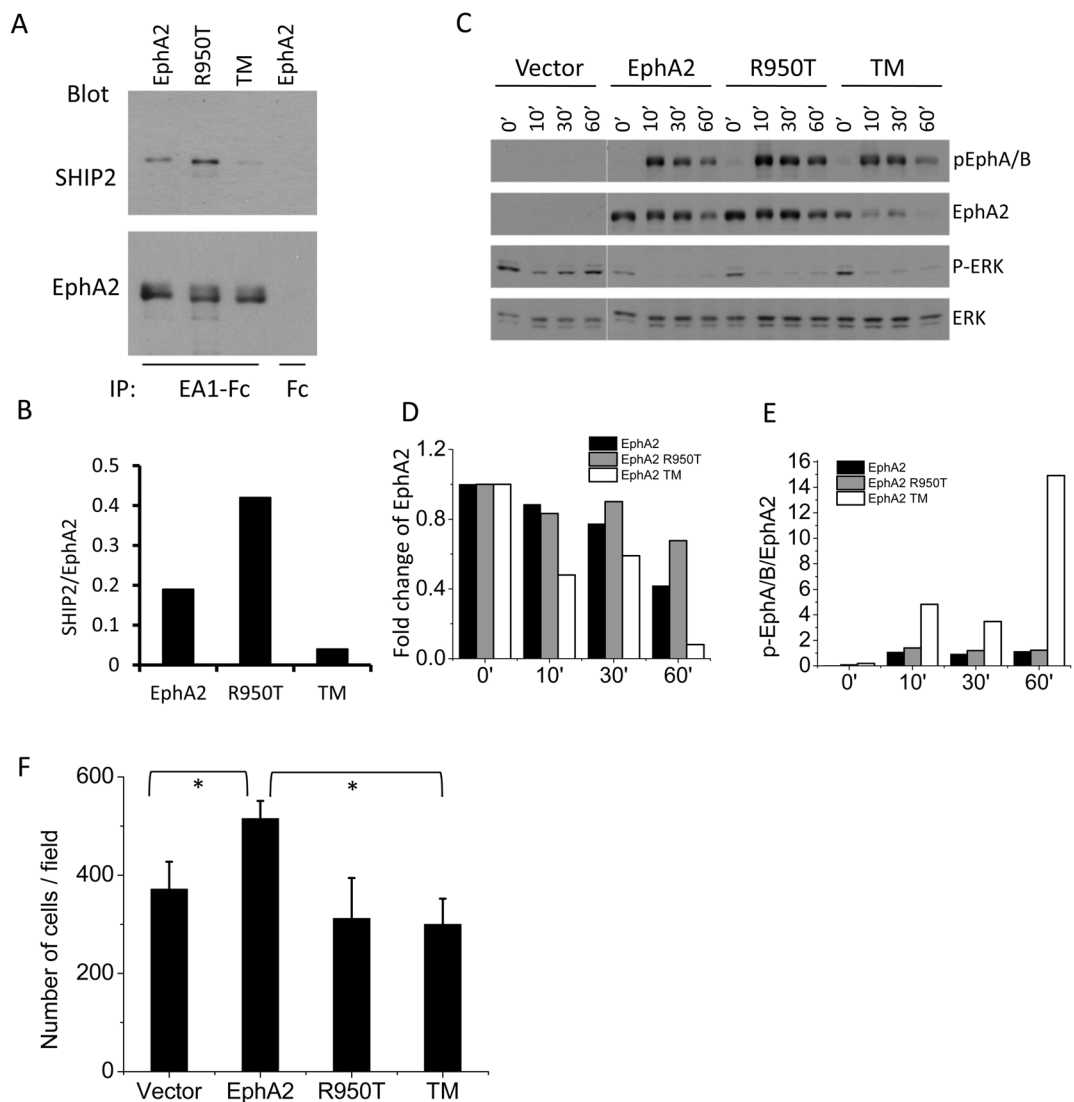 A
EphA2
R950T
TM
EphA2
Blot
SHIP2
EphA2
IP: EA1-Fc Fc
C
Vector EphA2 R950T TM
0' 10' 30' 60' 0' 10' 30' 60' 0' 10' 30' 60' 0' 10' 30' 60'
pEphA/B
EphA2
P-ERK
ERK
B
SHIP2/EphA2
0.5
0.4
0.3
0.2
0.1
0
EphA2 R950T TM
D
Fold change of EphA2
1.2
0.8
0.4
0.0
EphA2
EphA2 R950T
EphA2 TM
0' 10' 30' 60'
E
p-EphA/B/EphA2
16
14
12
10
8
6
4
2
0
EphA2
EphA2 R950T
EphA2 TM
0' 10' 30' 60'
F
Number of cells / field
600
400
200
0
* *
Vector EphA2 R950T TM